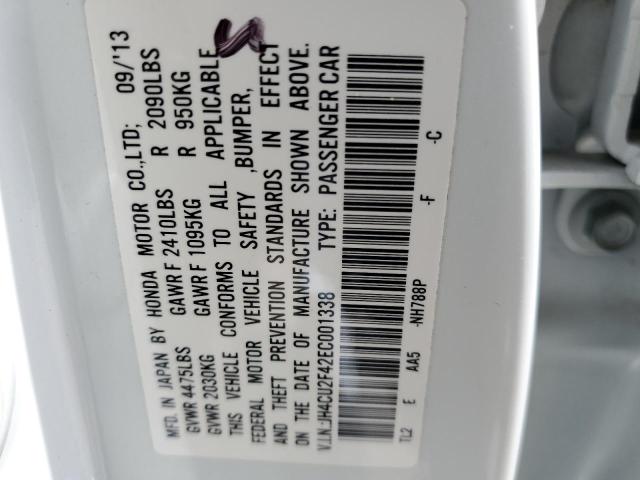 MFD. IN JAPAN BY HONDA MOTOR CO.,LTD; 09/'13
GVWR 4475LBS GAWR F 2410LBS R 2090LBS
GVWR 2030KG GAWR F 1095KG R 950KG
THIS VEHICLE CONFORMS TO ALL APPLICABLE
FEDERAL MOTOR VEHICLE SAFETY ,BUMPER,
AND THEFT PREVENTION STANDARDS IN EFFECT
ON THE DATE OF MANUFACTURE SHOWN ABOVE.
V.I.N.:JH4CU2F42EC001338 TYPE: PASSENGER CAR
TL2 E AA5 -NH788P -F -C